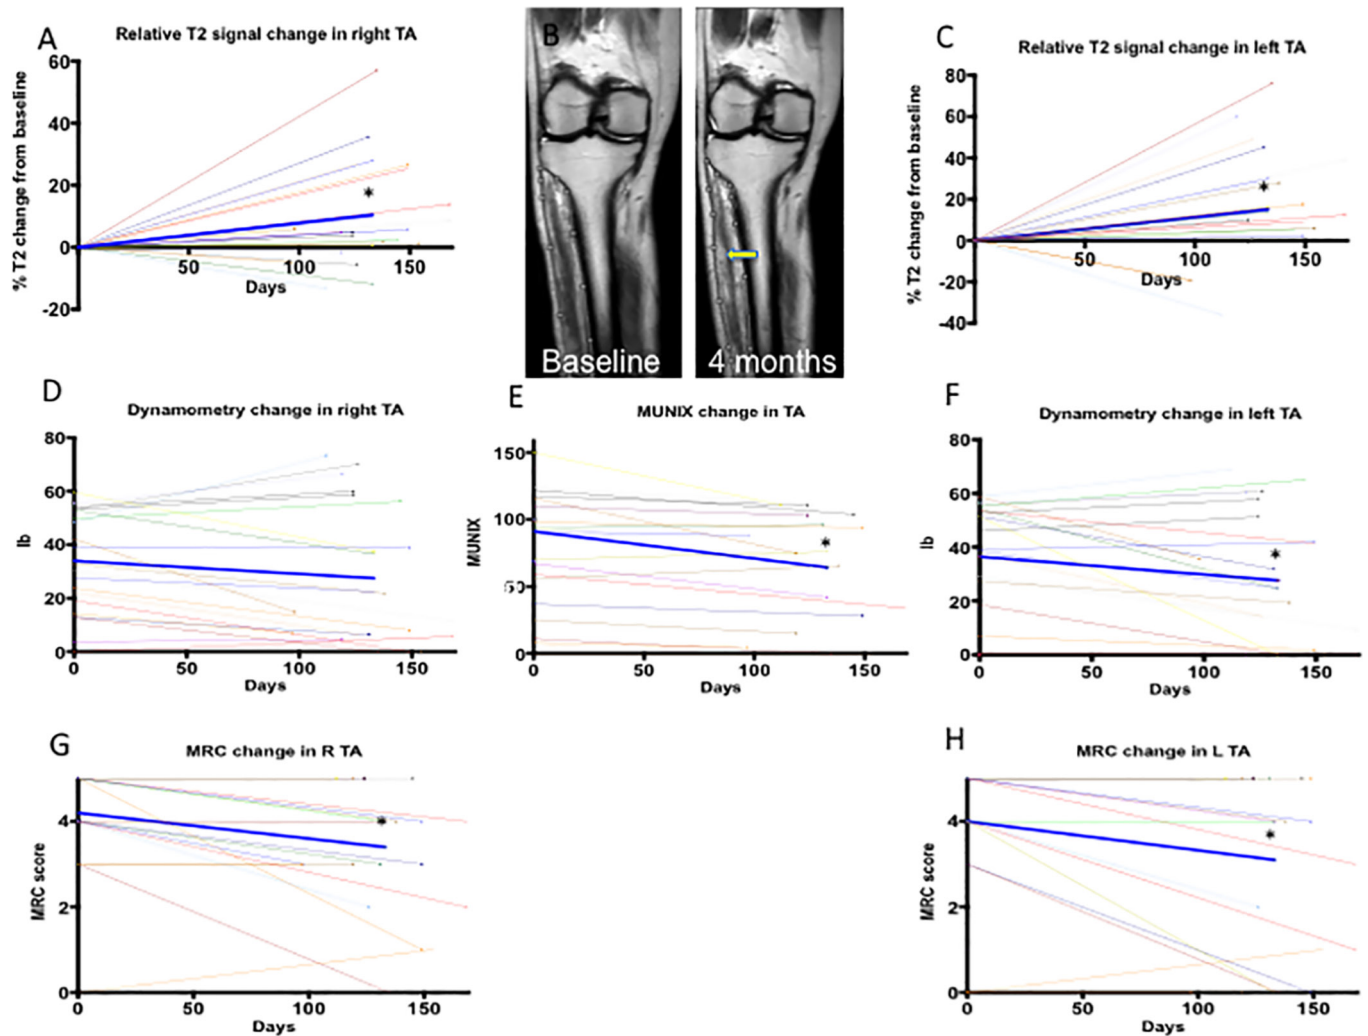 A
Relative T2 signal change in right TA
% T2 change from baseline
60
40
20
0
-20
50
100
150
Days
B
Baseline
4 months
C
Relative T2 signal change in left TA
% T2 change from baseline
80
60
40
20
0
-20
-40
50
100
150
Days
*
*
D
Dynamometry change in right TA
lb
80
60
40
20
0
0
50
100
150
Days
E
MUNIX change in TA
MUNIX
150
100
50
0
0
50
100
150
Days
*
F
Dynamometry change in left TA
lb
80
60
40
20
0
0
50
100
150
Days
*
G
MRC change in R TA
MRC score
4
2
0
0
50
100
150
Days
*
H
MRC change in L TA
MRC score
4
2
0
0
50
100
150
Days
*